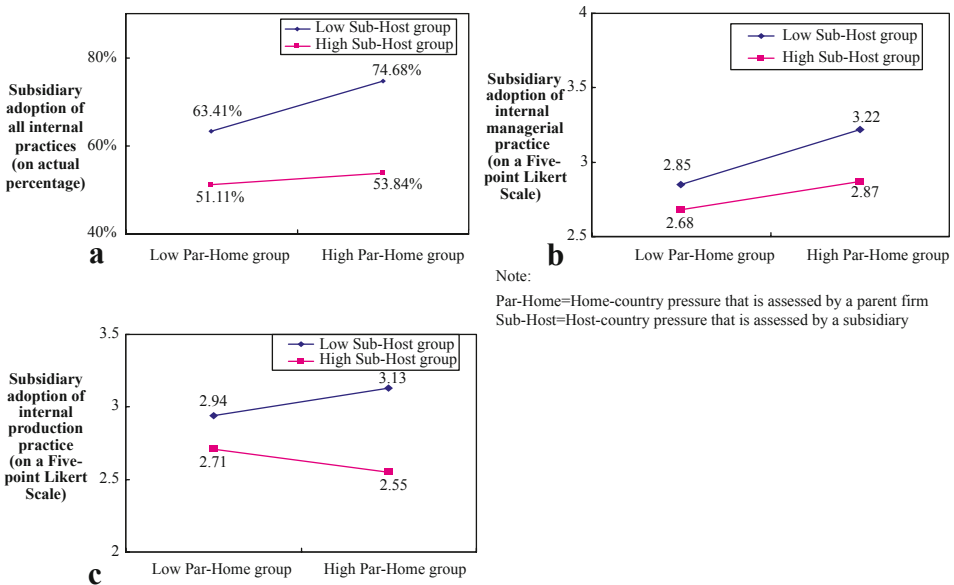 Low Sub-Host group
High Sub-Host group
80%
60%
40%
Subsidiary
adoption of
all internal
practices
(on actual
percentage)
63.41%
74.68%
51.11%
53.84%
Low Par-Home group
High Par-Home group
a
Low Sub-Host group
High Sub-Host group
4
3.5
3
2.5
Subsidiary
adoption of
internal
managerial
practice
(on a Five-
point Likert
Scale)
2.85
3.22
2.68
2.87
Low Par-Home group
High Par-Home group
b
Note:
Par-Home=Home-country pressure that is assessed by a parent firm
Sub-Host=Host-country pressure that is assessed by a subsidiary
Low Sub-Host group
High Sub-Host group
3.5
3
2.5
2
Subsidiary
adoption of
internal
production
practice
(on a Five-
point Likert
Scale)
2.94
3.13
2.71
2.55
Low Par-Home group
High Par-Home group
c